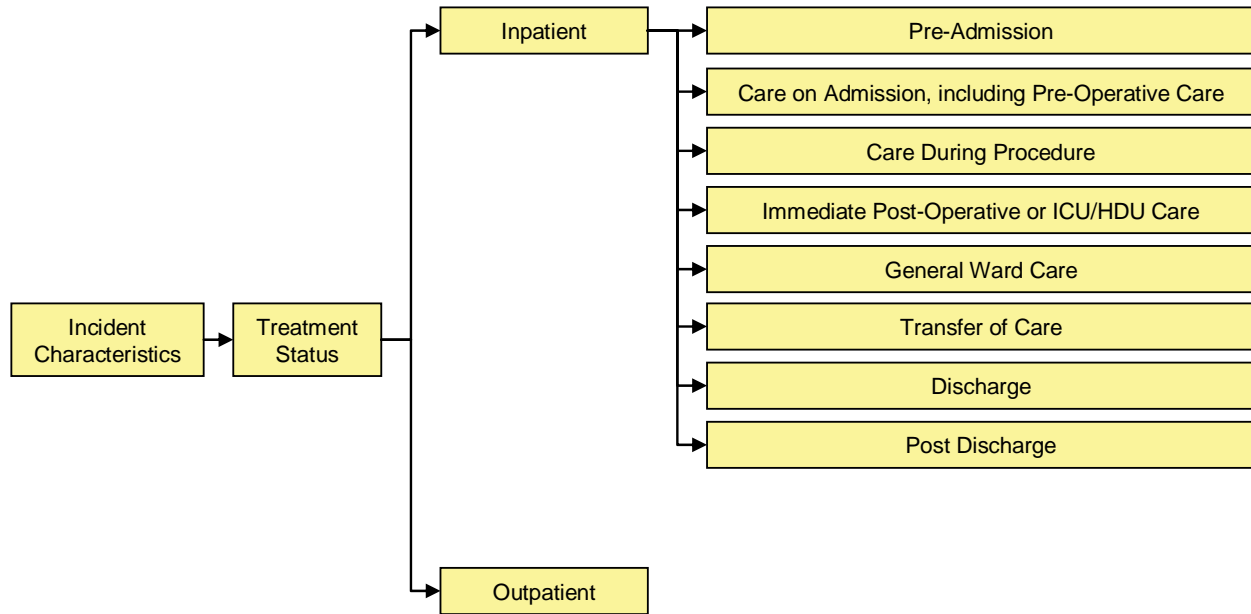 Inpatient
Pre-Admission
Care on Admission, including Pre-Operative Care
Care During Procedure
Immediate Post-Operative or ICU/HDU Care
General Ward Care
Incident
Characteristics
Treatment
Status
Transfer of Care
Discharge
Post Discharge
Outpatient